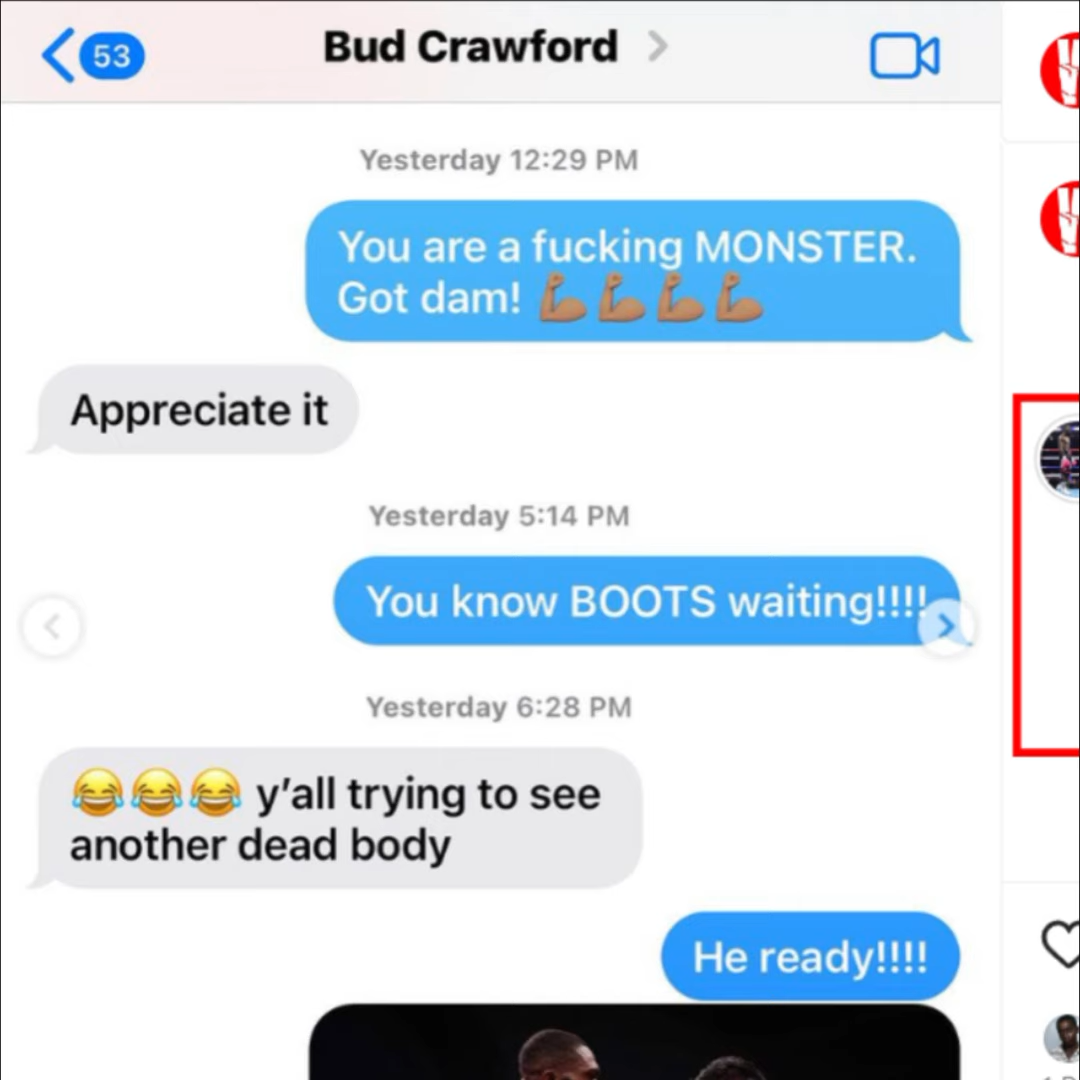 53
Bud Crawford
Yesterday 12:29 PM
You are a fucking MONSTER.
Got dam! 💪🏽💪🏽💪🏽💪🏽
Appreciate it
Yesterday 5:14 PM
You know BOOTS waiting!!!!
Yesterday 6:28 PM
😂😂😂 y’all trying to see
another dead body
He ready!!!!